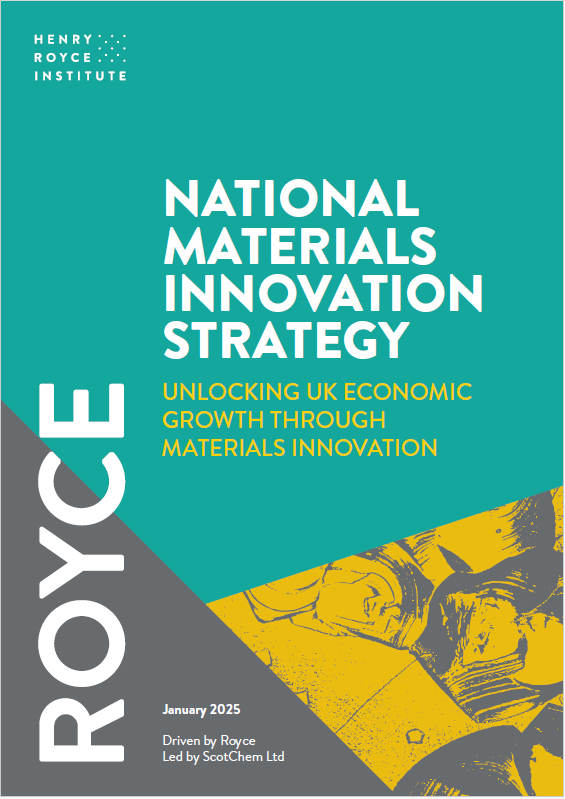 HENRY
ROYCE
INSTITUTE
NATIONAL
MATERIALS
INNOVATION
STRATEGY
UNLOCKING UK ECONOMIC
GROWTH THROUGH
MATERIALS INNOVATION
ROYCE
January 2025
Driven by Royce
Led by ScotChem Ltd